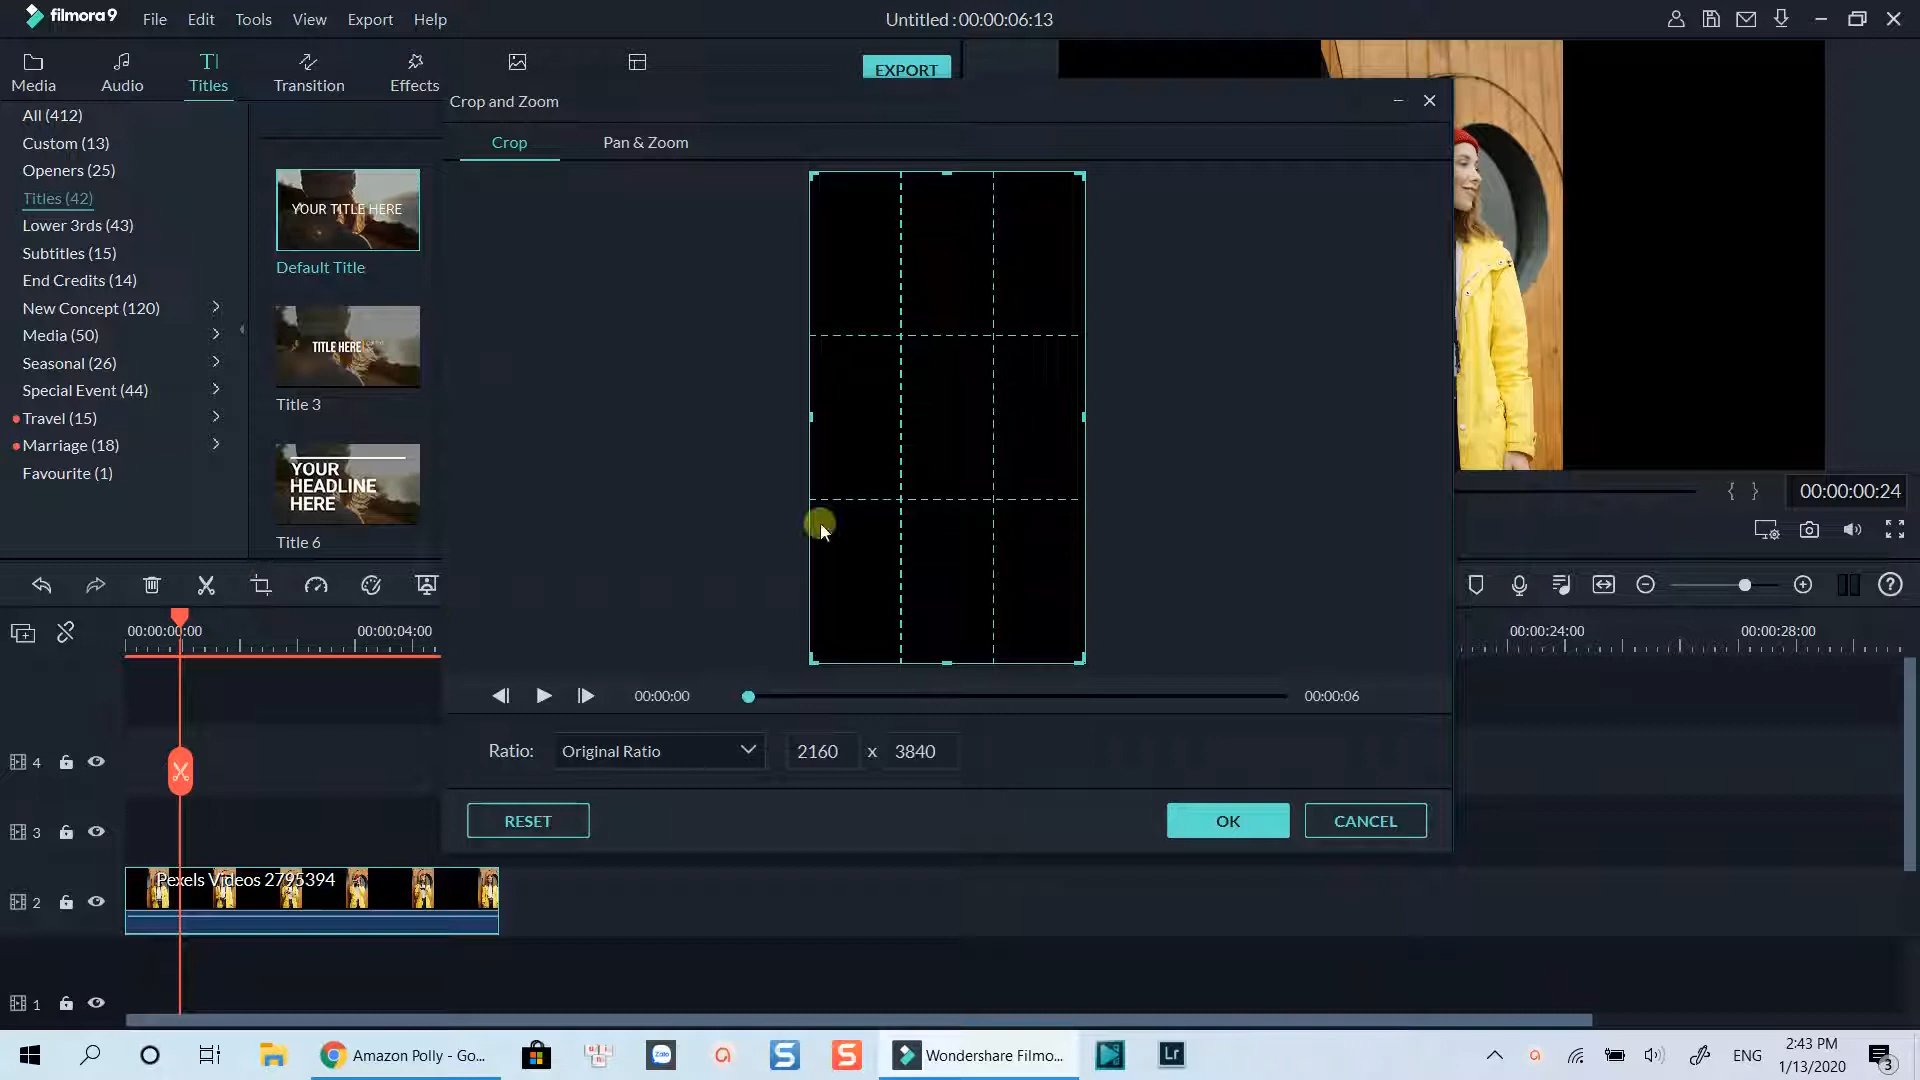 filmora9
File Edit Tools View Export Help
Untitled : 00:00:06:13
Media Audio Titles Transition Effects
EXPORT
Crop and Zoom
Crop Pan & Zoom
All (412)
Custom (13)
Openers (25)
Titles (42)
Lower 3rds (43)
Subtitles (15)
End Credits (14)
New Concept (120)
Media (50)
Seasonal (26)
Special Event (44)
Travel (15)
Marriage (18)
Favourite (1)
YOUR TITLE HERE
Default Title
TITLE HERE
Title 3
YOUR
HEADLINE
HERE
Title 6
00:00:00:24
00:00:00 00:00:06
Ratio: Original Ratio 2160 x 3840
RESET OK CANCEL
00:00:00:00 00:00:04:00 00:00:24:00 00:00:28:00
4
3
Pexels Videos 2795394
2
1
Amazon Polly - Go...
Zalo
S
S
Wondershare Filmo...
Lr
ENG
2:43 PM
1/13/2020
3